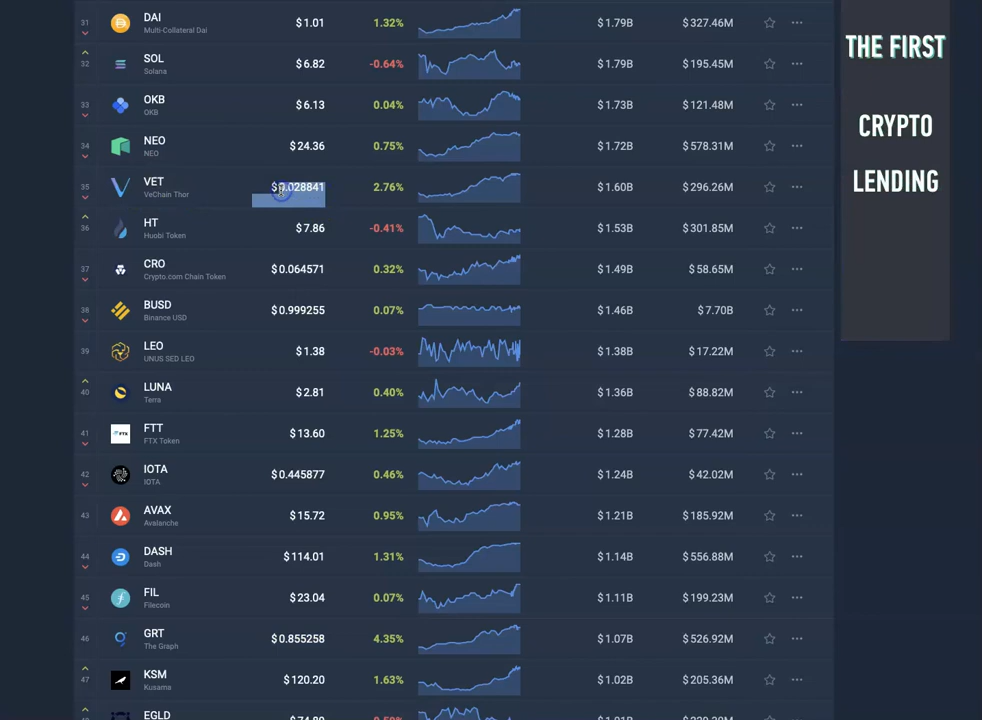 31 DAI $ 1.01 1.32% $ 1.79B $ 327.46M
Multi-Collateral Dai
32 SOL $ 6.82 -0.64% $ 1.79B $ 195.45M
Solana
33 OKB $ 6.13 0.04% $ 1.73B $ 121.48M
OKB
34 NEO $ 24.36 0.75% $ 1.72B $ 578.31M
NEO
35 VET $ 0.028841 2.76% $ 1.60B $ 296.26M
VeChain Thor
36 HT $ 7.86 -0.41% $ 1.53B $ 301.85M
Huobi Token
37 CRO $ 0.064571 0.32% $ 1.49B $ 58.65M
Crypto.com Chain Token
38 BUSD $ 0.999255 0.07% $ 1.46B $ 7.70B
Binance USD
39 LEO $ 1.38 -0.03% $ 1.38B $ 17.22M
UNUS SED LEO
40 LUNA $ 2.81 0.40% $ 1.36B $ 88.82M
Terra
41 FTX FTT $ 13.60 1.25% $ 1.28B $ 77.42M
FTX Token
42 IOTA $ 0.445877 0.46% $ 1.24B $ 42.02M
IOTA
43 AVAX $ 15.72 0.95% $ 1.21B $ 185.92M
Avalanche
44 DASH $ 114.01 1.31% $ 1.14B $ 556.88M
Dash
45 FIL $ 23.04 0.07% $ 1.11B $ 199.23M
Filecoin
46 GRT $ 0.855258 4.35% $ 1.07B $ 526.92M
The Graph
47 KSM $ 120.20 1.63% $ 1.02B $ 205.36M
Kusama
EGLD
THE FIRST
CRYPTO
LENDING